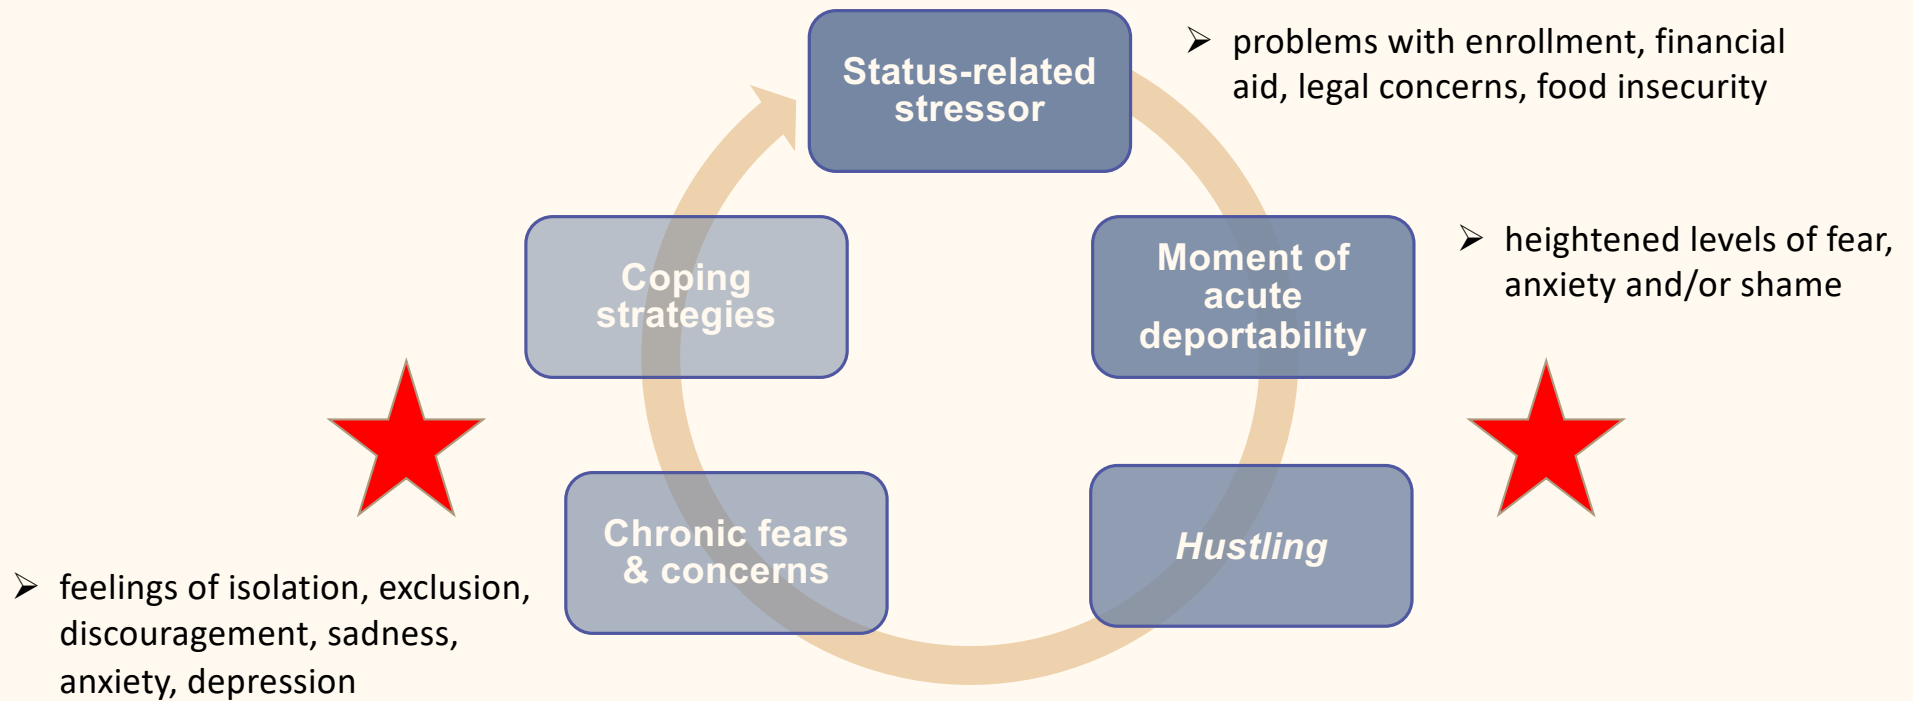 Status-related
stressor
➢ problems with enrollment, financial
aid, legal concerns, food insecurity
Moment of
acute
deportability
➢ heightened levels of fear,
anxiety and/or shame
Hustling
Chronic fears
& concerns
➢ feelings of isolation, exclusion,
discouragement, sadness,
anxiety, depression
Coping
strategies